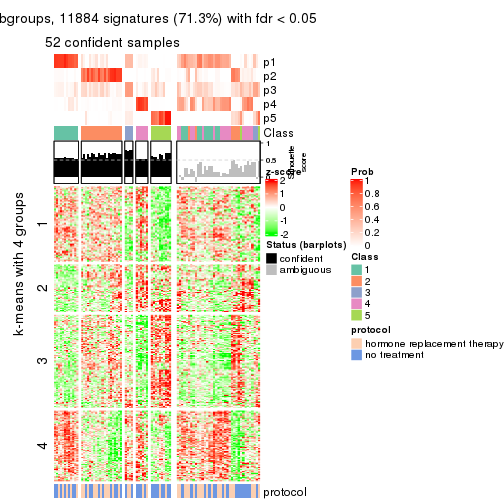 bgroups, 11884 signatures (71.3%) with fdr < 0.05
52 confident samples
p1
p2
p3
p4
p5
Class
1
0.5
0
silhouette
score
z-score
2
1
0
-1
-2
Status (barplots)
confident
ambiguous
Prob
1
0.8
0.6
0.4
0.2
0
Class
1
2
3
4
5
protocol
hormone replacement therapy
no treatment
k-means with 4 groups
1
2
3
4
protocol